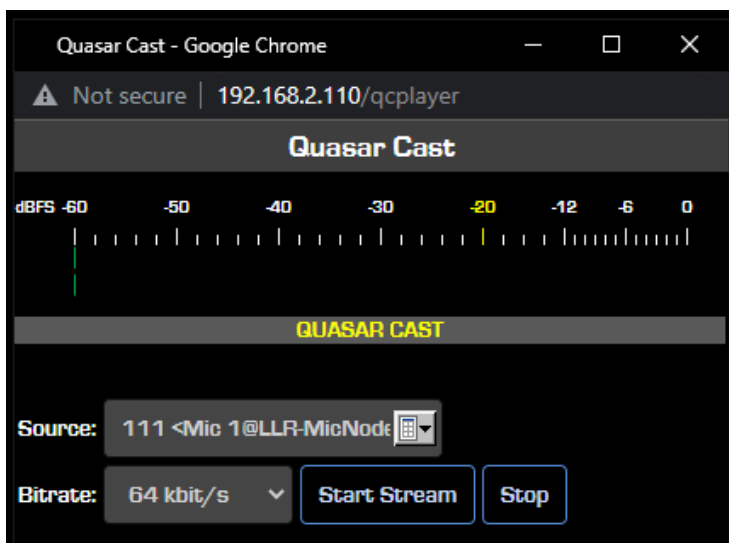 Quasar Cast - Google Chrome
Not secure | 192.168.2.110/qcplayer
Quasar Cast
dBFS -60 -50 -40 -30 -20 -12 -6 0
QUASAR CAST
Source: 111 <Mic 1@LLR-MicNode
Bitrate: 64 kbit/s Start Stream Stop